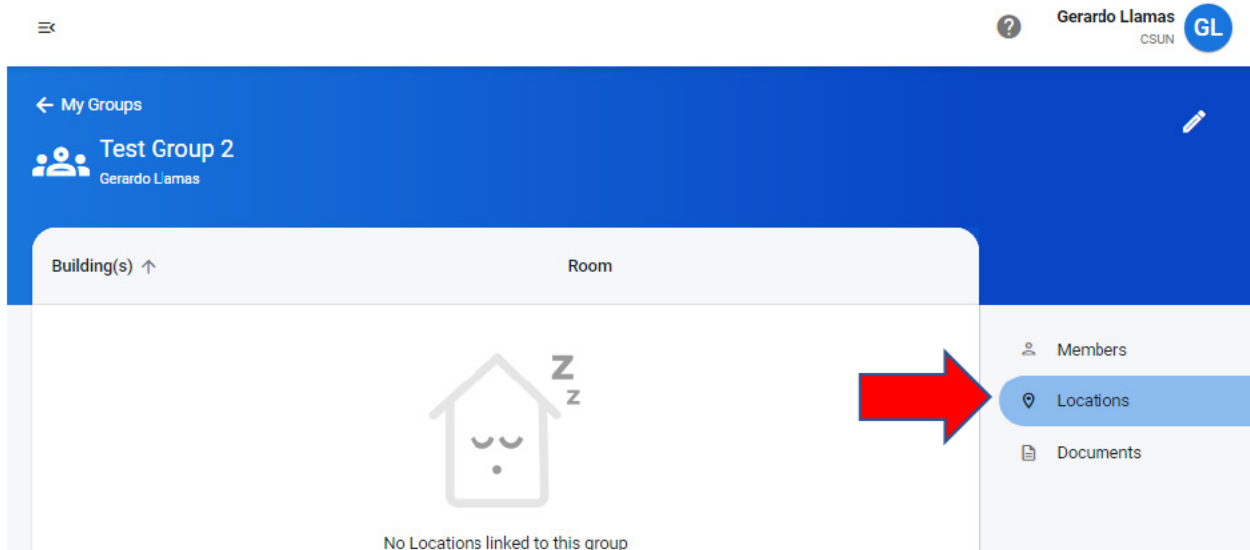 Gerardo Llamas
CSUN
GL
My Groups
Test Group 2
Gerardo Llamas
Building(s)
Room
Z
z
Members
Locations
Documents
No Locations linked to this group